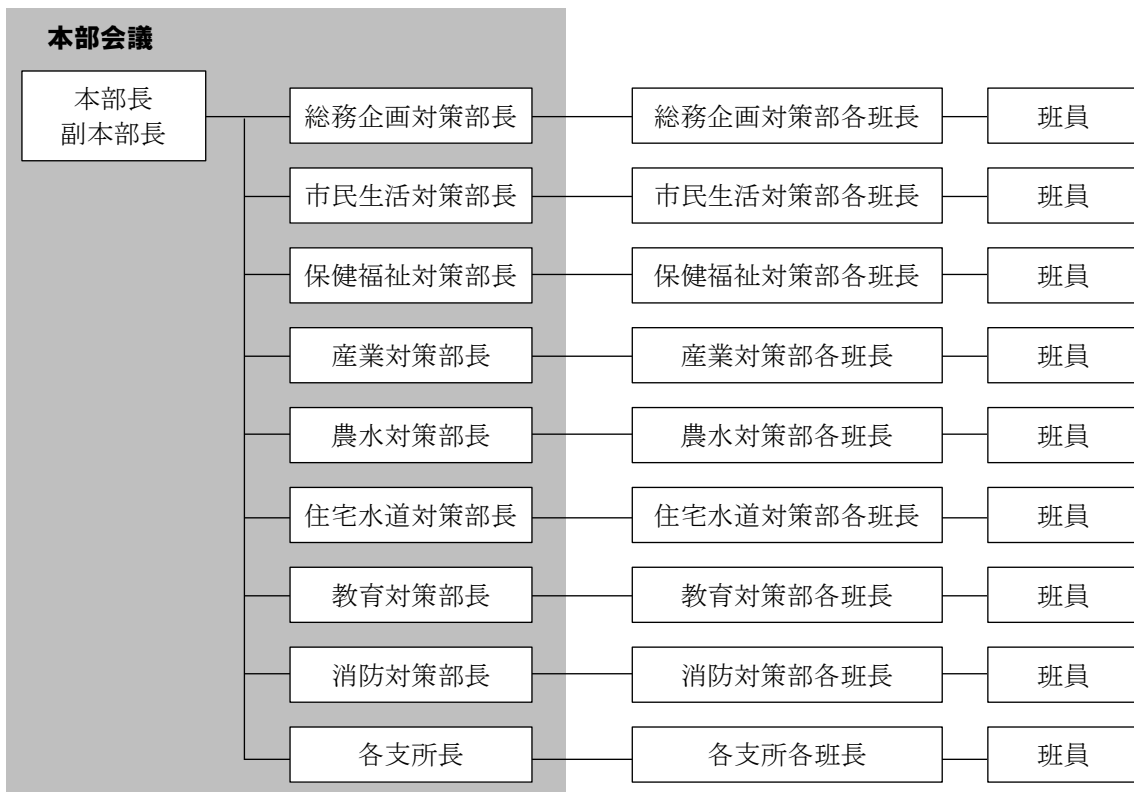 本部会議
本部長
副本部長
総務企画対策部長
総務企画対策部各班長
班員
市民生活対策部長
市民生活対策部各班長
班員
保健福祉対策部長
保健福祉対策部各班長
班員
産業対策部長
産業対策部各班長
班員
農水対策部長
農水対策部各班長
班員
住宅水道対策部長
住宅水道対策部各班長
班員
教育対策部長
教育対策部各班長
班員
消防対策部長
消防対策部各班長
班員
各支所長
各支所各班長
班員